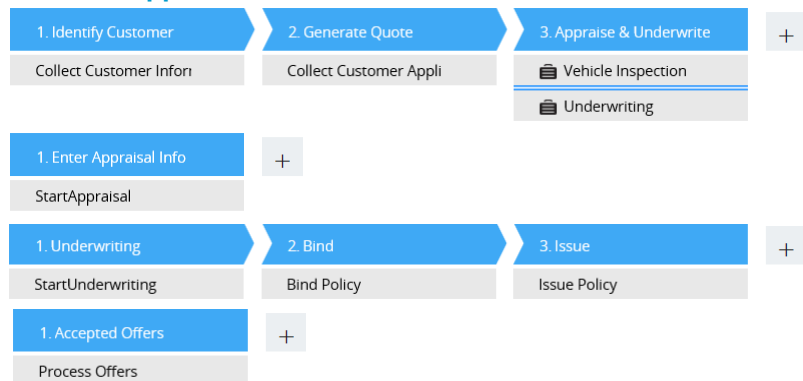 1. Identify Customer
2. Generate Quote
3. Appraise & Underwrite
+
Collect Customer Inforr
Collect Customer Appli
Vehicle Inspection
Underwriting
1. Enter Appraisal Info
+
StartAppraisal
1. Underwriting
2. Bind
3. Issue
+
StartUnderwriting
Bind Policy
Issue Policy
1. Accepted Offers
+
Process Offers